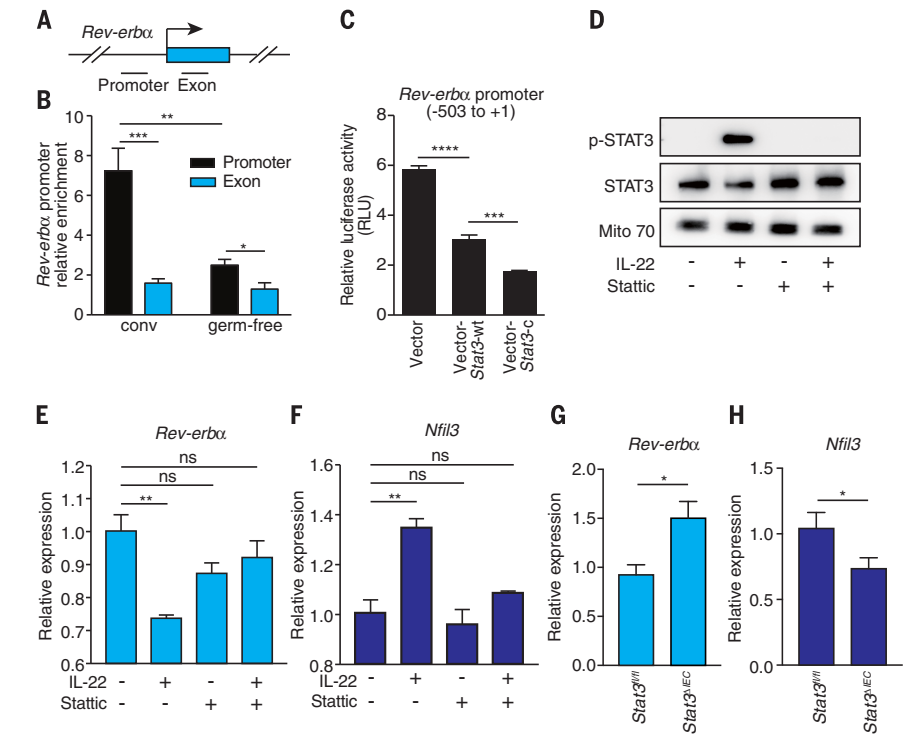 A
Rev-erbα
Promoter Exon
B
Rev-erbα promoter
relative enrichment
10
8
6
4
2
0
**
***
*
Promoter
Exon
conv germ-free
C
Rev-erbα promoter
(-503 to +1)
Relative luciferase activity
(RLU)
8
6
4
2
0
****
***
Vector
Vector-
Stat3-wt
Vector-
Stat3-c
D
p-STAT3
STAT3
Mito 70
IL-22 - + - +
Stattic - - + +
E
Rev-erbα
Relative expression
1.2
1.1
1.0
0.9
0.8
0.7
0.6
ns
ns
**
IL-22 - + - +
Stattic - - + +
F
Nfil3
Relative expression
1.6
1.4
1.2
1.0
0.8
ns
ns
**
IL-22 - + - +
Stattic - - + +
G
Rev-erbα
Relative expression
2.0
1.5
1.0
0.5
0.0
*
Stat3fl/fl
Stat3ΔIEC
H
Nfil3
Relative expression
1.5
1.0
0.5
0.0
*
Stat3fl/fl
Stat3ΔIEC